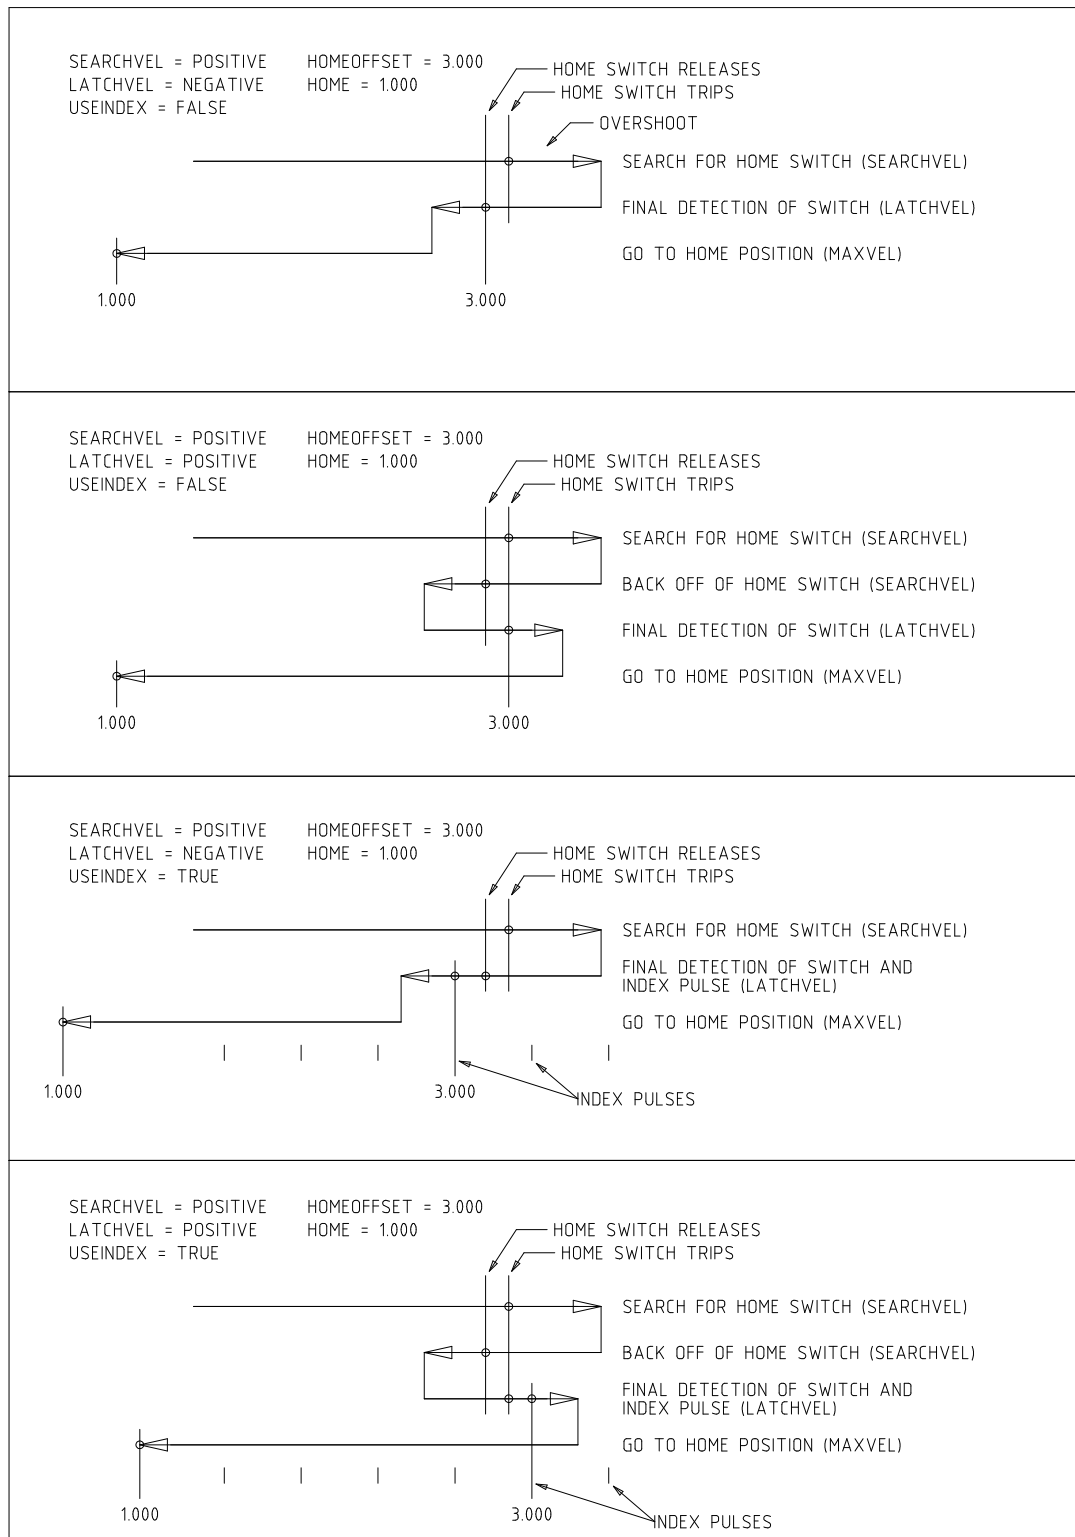 SEARCHVEL = POSITIVE HOMEOFFSET = 3.000
LATCHVEL = NEGATIVE HOME = 1.000
USEINDEX = FALSE
HOME SWITCH RELEASES
HOME SWITCH TRIPS
OVERSHOOT
SEARCH FOR HOME SWITCH (SEARCHVEL)
FINAL DETECTION OF SWITCH (LATCHVEL)
GO TO HOME POSITION (MAXVEL)
1.000 3.000
SEARCHVEL = POSITIVE HOMEOFFSET = 3.000
LATCHVEL = POSITIVE HOME = 1.000
USEINDEX = FALSE
HOME SWITCH RELEASES
HOME SWITCH TRIPS
SEARCH FOR HOME SWITCH (SEARCHVEL)
BACK OFF OF HOME SWITCH (SEARCHVEL)
FINAL DETECTION OF SWITCH (LATCHVEL)
GO TO HOME POSITION (MAXVEL)
1.000 3.000
SEARCHVEL = POSITIVE HOMEOFFSET = 3.000
LATCHVEL = NEGATIVE HOME = 1.000
USEINDEX = TRUE
HOME SWITCH RELEASES
HOME SWITCH TRIPS
SEARCH FOR HOME SWITCH (SEARCHVEL)
FINAL DETECTION OF SWITCH AND
INDEX PULSE (LATCHVEL)
GO TO HOME POSITION (MAXVEL)
1.000 3.000
INDEX PULSES
SEARCHVEL = POSITIVE HOMEOFFSET = 3.000
LATCHVEL = POSITIVE HOME = 1.000
USEINDEX = TRUE
HOME SWITCH RELEASES
HOME SWITCH TRIPS
SEARCH FOR HOME SWITCH (SEARCHVEL)
BACK OFF OF HOME SWITCH (SEARCHVEL)
FINAL DETECTION OF SWITCH AND
INDEX PULSE (LATCHVEL)
GO TO HOME POSITION (MAXVEL)
1.000 3.000
INDEX PULSES